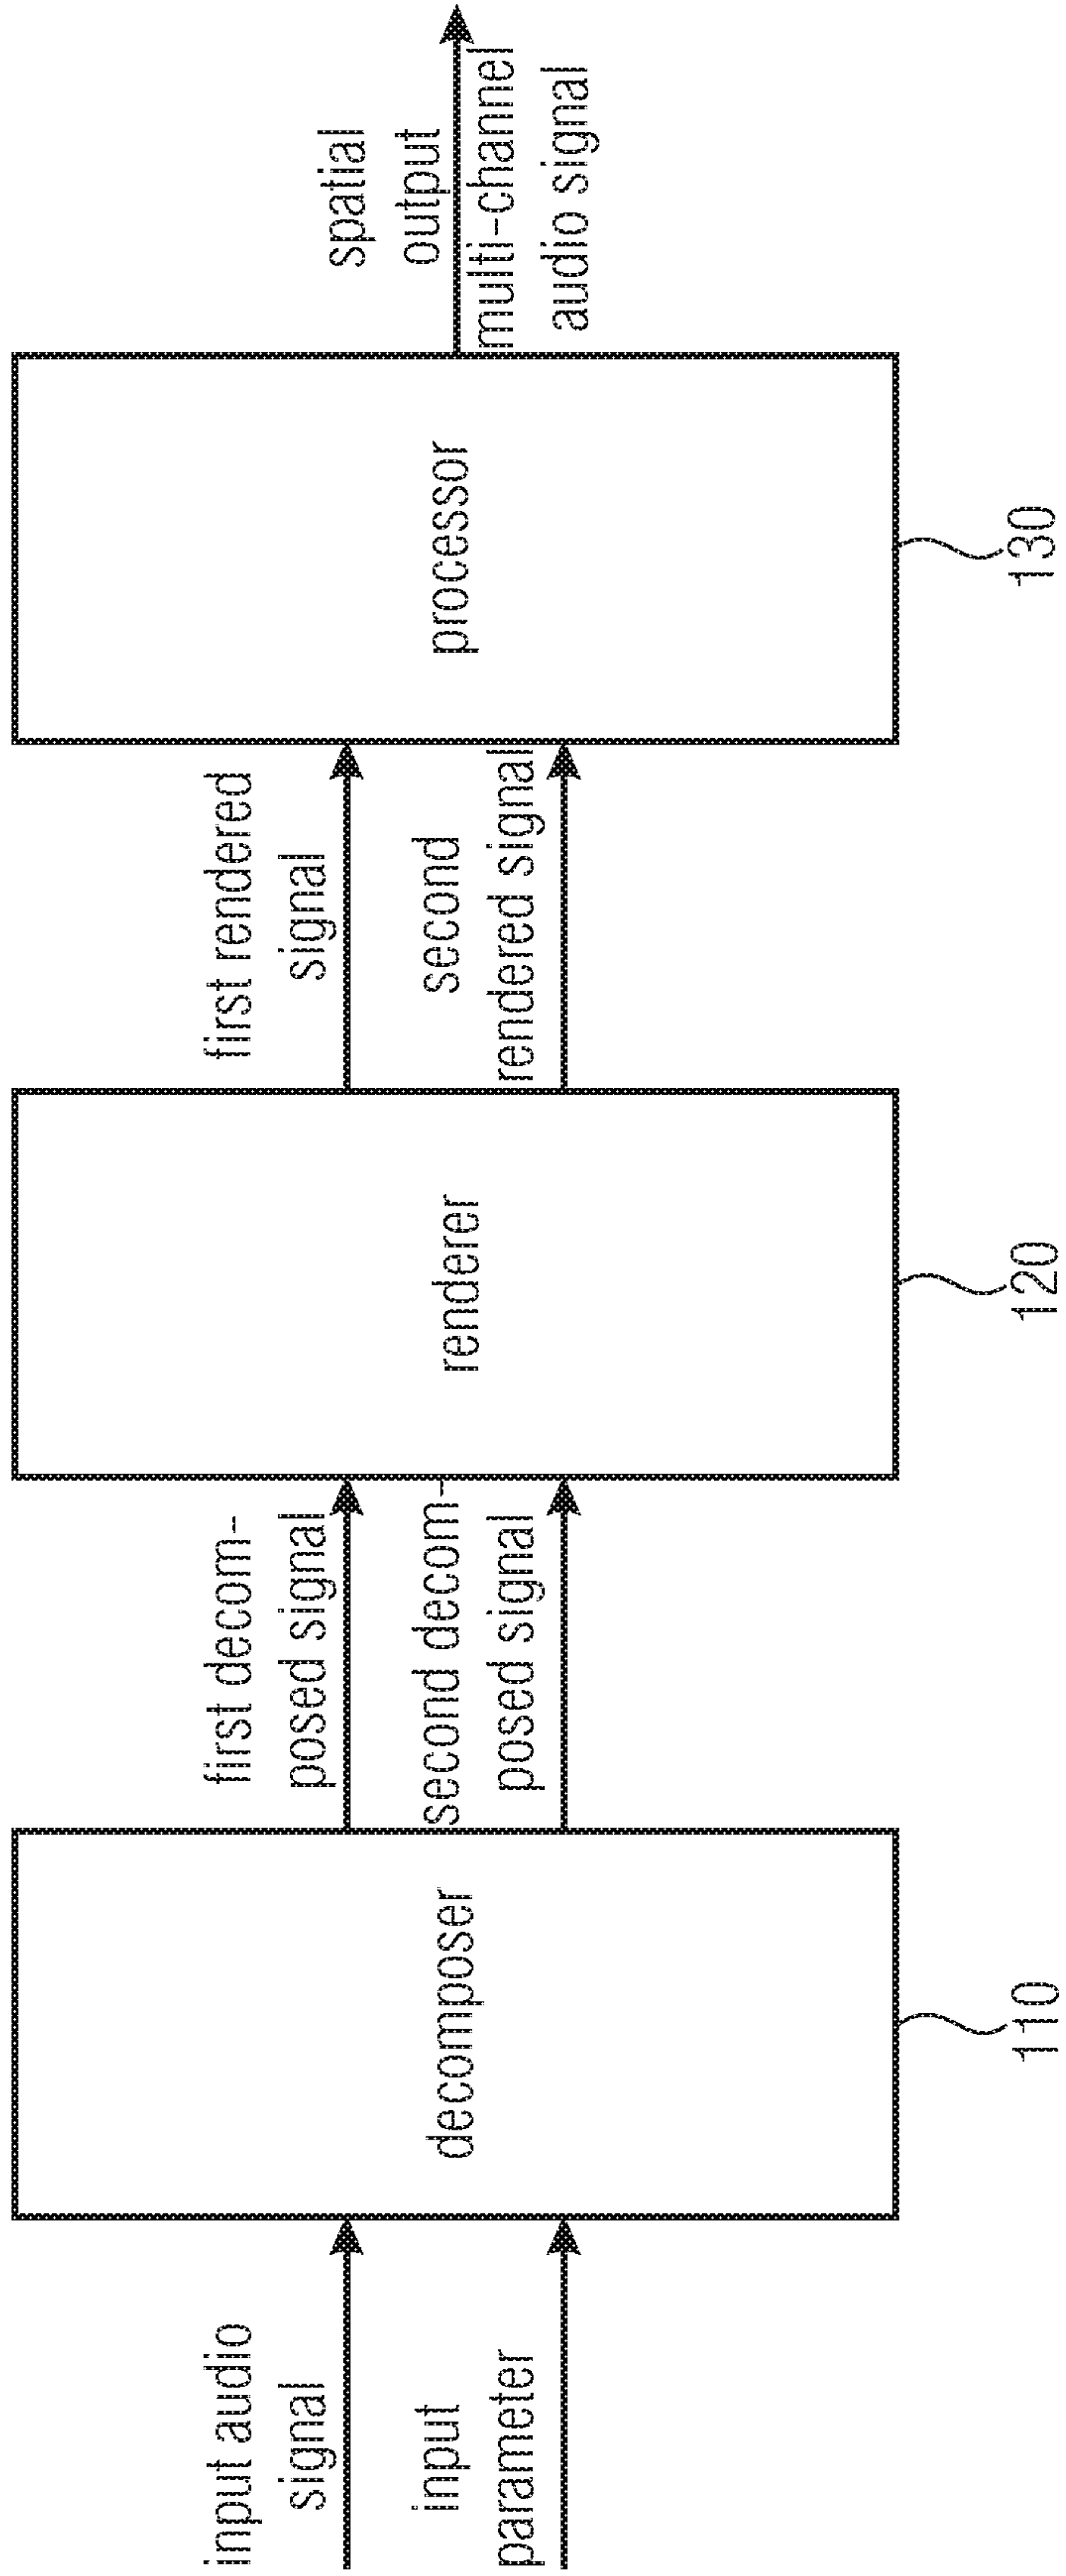 input audio
signal
input
parameter
decomposer
110
first decom-
posed signal
second decom-
posed signal
renderer
120
first rendered
signal
second
rendered signal
processor
130
spatial
output
multi-channel
audio signal